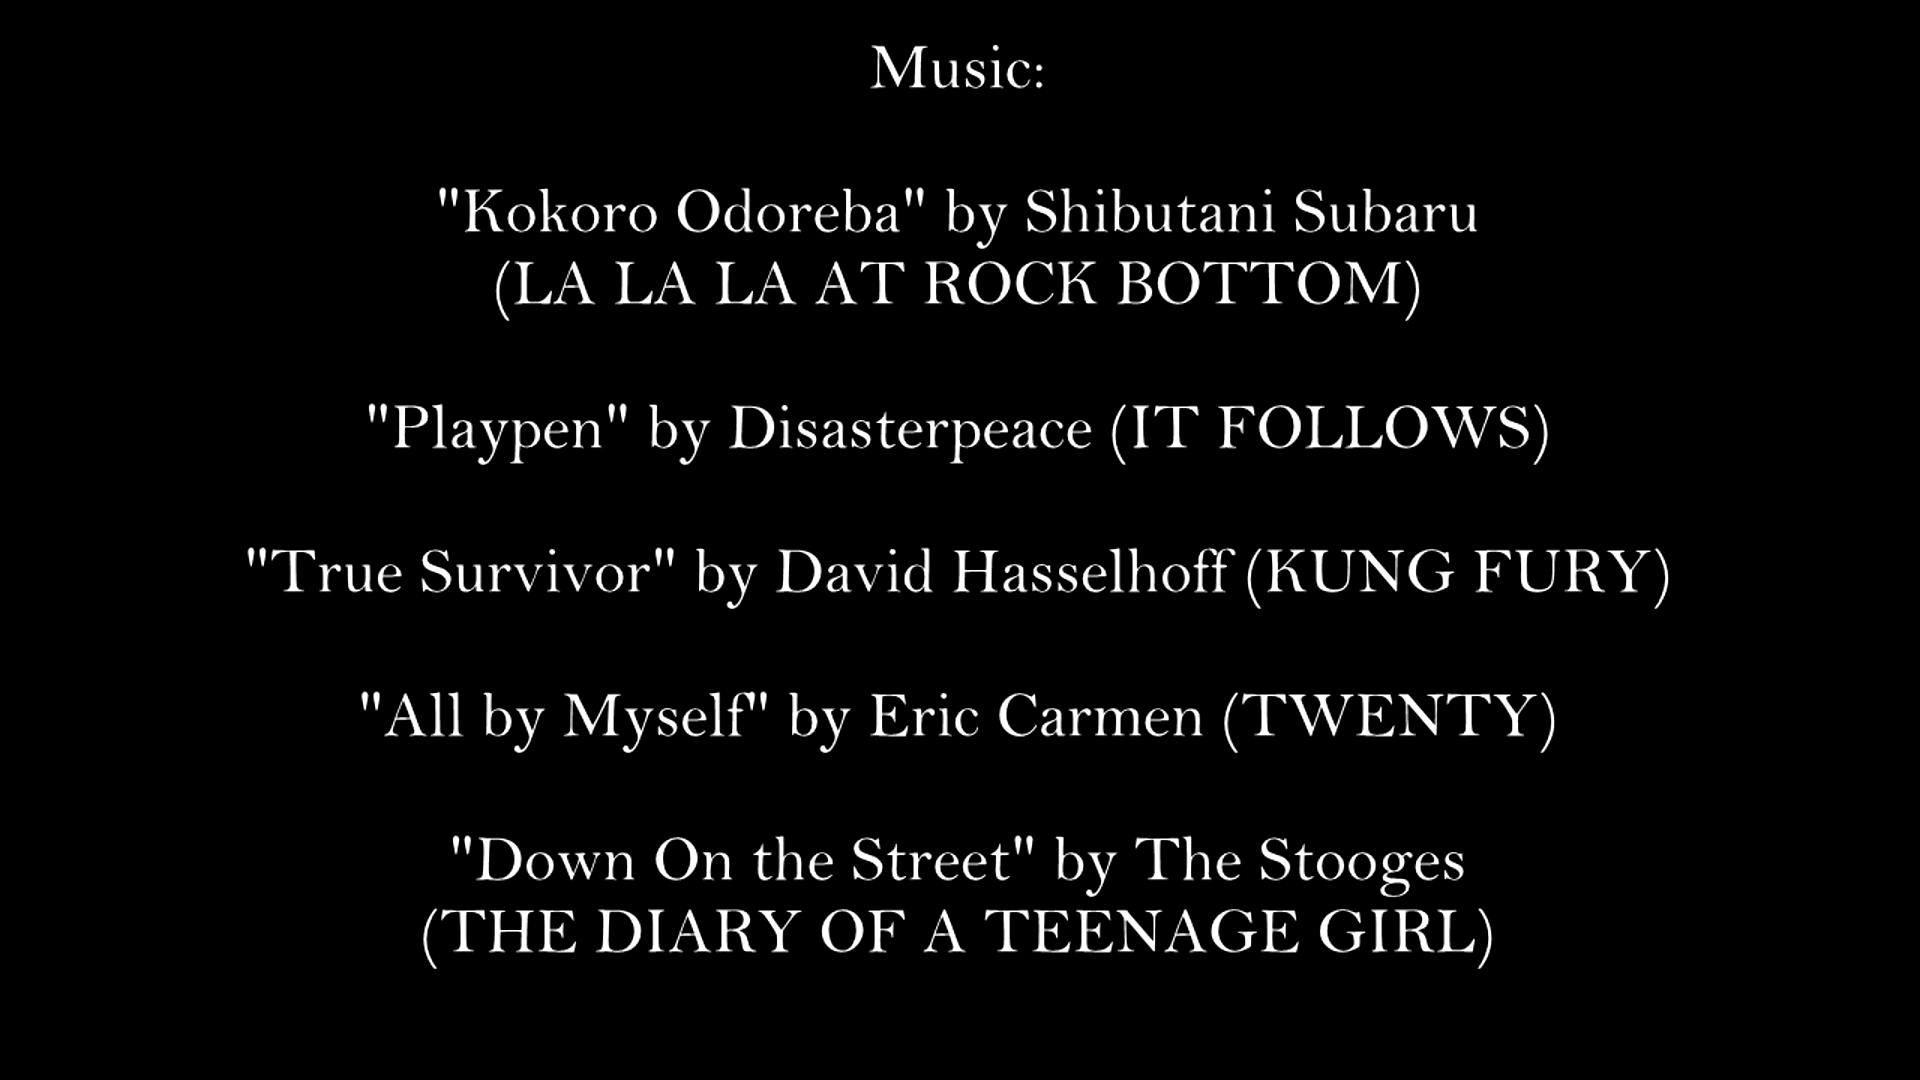 Music:
"Kokoro Odoreba" by Shibutani Subaru
(LA LA LA AT ROCK BOTTOM)
"Playpen" by Disasterpeace (IT FOLLOWS)
"True Survivor" by David Hasselhoff (KUNG FURY)
"All by Myself" by Eric Carmen (TWENTY)
"Down On the Street" by The Stooges
(THE DIARY OF A TEENAGE GIRL)